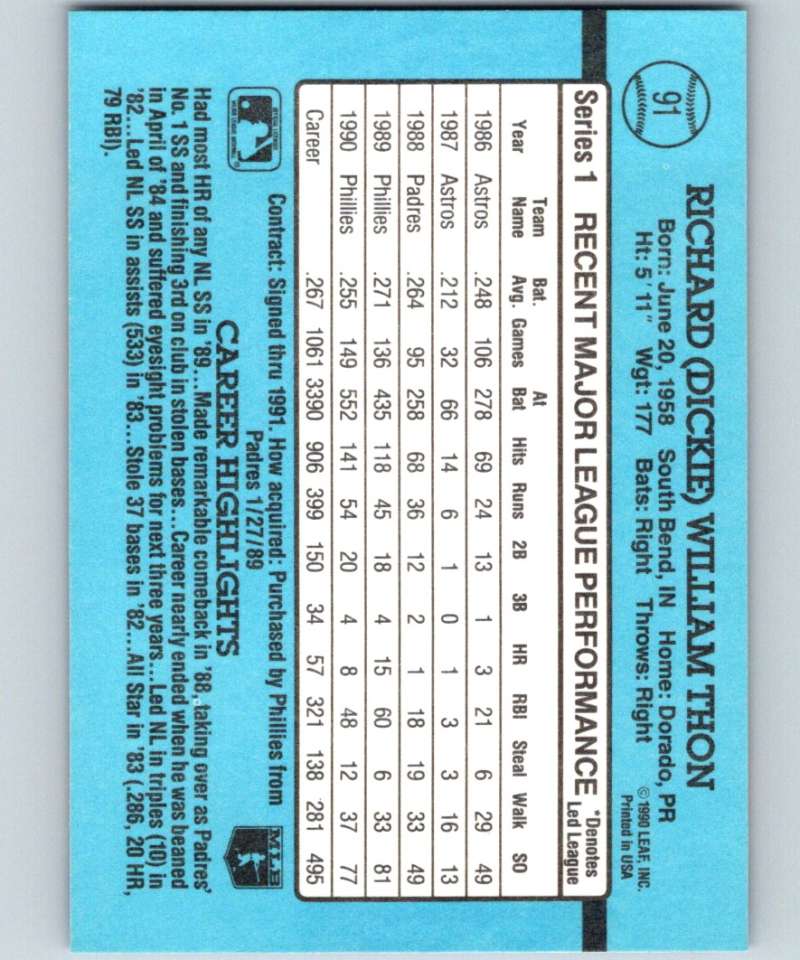 91
RICHARD (DICKIE) WILLIAM THON
Born: June 20, 1958 South Bend, IN Home: Dorado, PR
Ht: 5'11" Wgt: 177 Bats: Right Throws: Right
©1990 LEAF, INC.
Printed in USA
Series 1 RECENT MAJOR LEAGUE PERFORMANCE *Denotes Led League
Year Team Name Bat. Avg. Games At Bat Hits Runs 2B 3B HR RBI Steal Walk SO
1986 Astros .248 106 278 69 24 13 1 3 21 6 29 49
1987 Astros .212 32 66 14 6 1 0 1 3 3 16 13
1988 Padres .264 95 258 68 36 12 2 1 18 19 33 49
1989 Phillies .271 136 435 118 45 18 4 15 60 6 33 81
1990 Phillies .255 149 552 141 54 20 4 8 48 12 37 77
Career .267 1061 3390 906 399 150 34 57 321 138 281 495
Contract: Signed thru 1991. How acquired: Purchased by Phillies from
Padres 1/27/89
CAREER HIGHLIGHTS
Had most HR of any NL SS in '89...Made remarkable comeback in '88, taking over as Padres'
No. 1 SS and finishing 3rd on club in stolen bases...Career nearly ended when he was beaned
in April of '84 and suffered eyesight problems for next three years...Led NL in triples (10) in
'82...Led NL SS in assists (533) in '83...Stole 37 bases in '82...All Star in '83 (.286, 20 HR,
79 RBI).
MLB